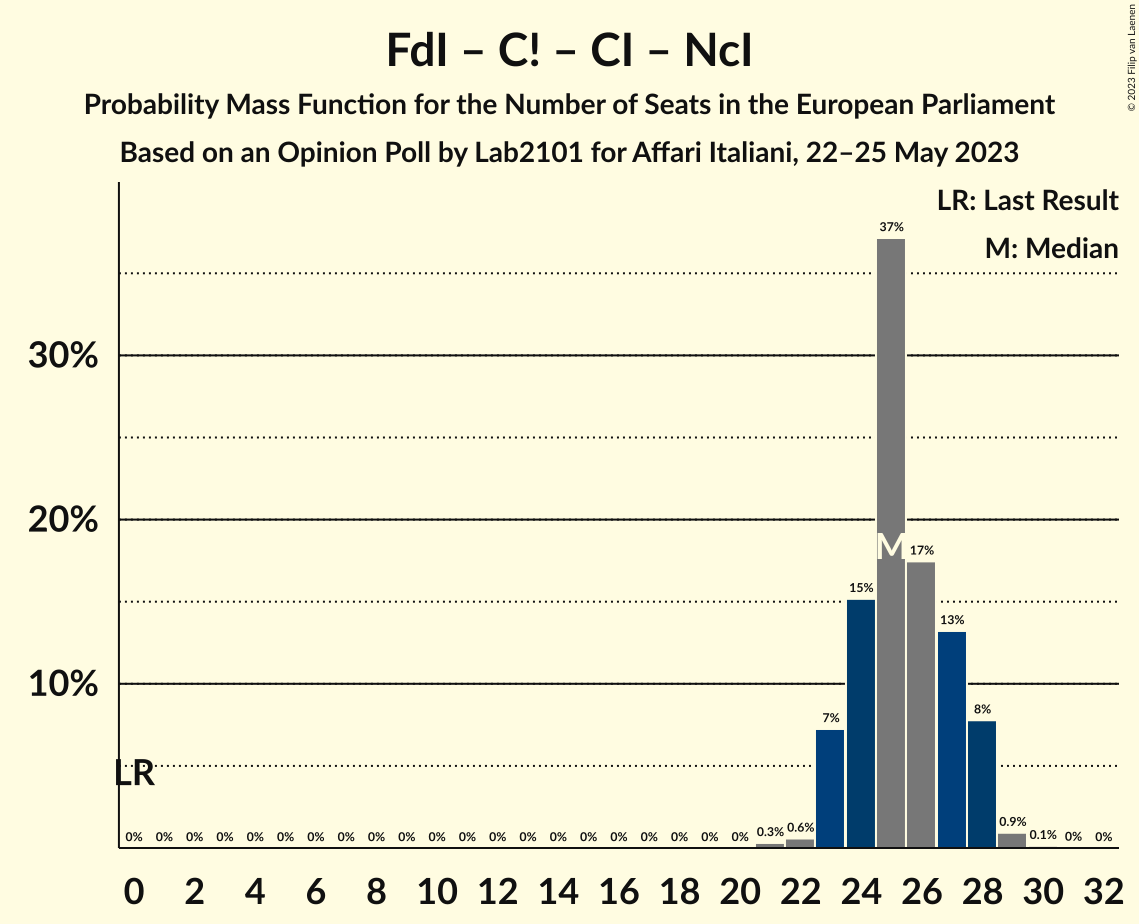 FdI – C! – CI – NcI
Probability Mass Function for the Number of Seats in the European Parliament
Based on an Opinion Poll by Lab2101 for Affari Italiani, 22–25 May 2023
© 2023 Filip van Laenen
LR: Last Result
M: Median
37%
30%
20%
M
17%
15%
13%
10%
7%
8%
LR
0% 0% 0% 0% 0% 0% 0% 0% 0% 0% 0% 0% 0% 0% 0% 0% 0% 0% 0% 0% 0% 0.3% 0.6% 0.9% 0.1% 0% 0%
0 2 4 6 8 10 12 14 16 18 20 22 24 26 28 30 32